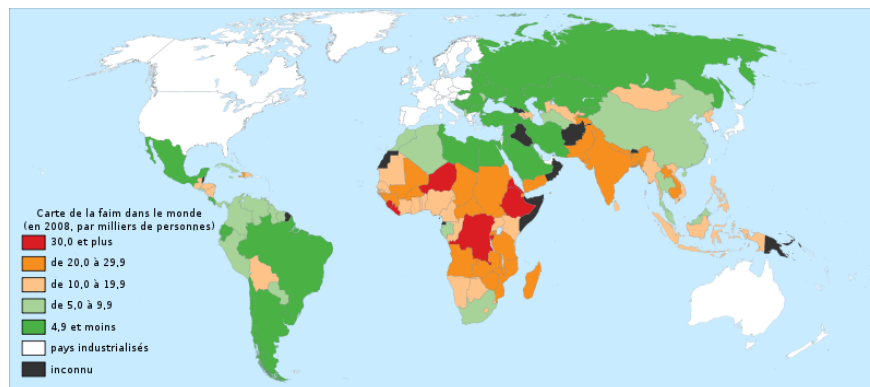 Carte de la faim dans le monde
(en 2008, par milliers de personnes)
30,0 et plus
de 20,0 à 29,9
de 10,0 à 19,9
de 5,0 à 9,9
4,9 et moins
pays industrialisés
inconnu